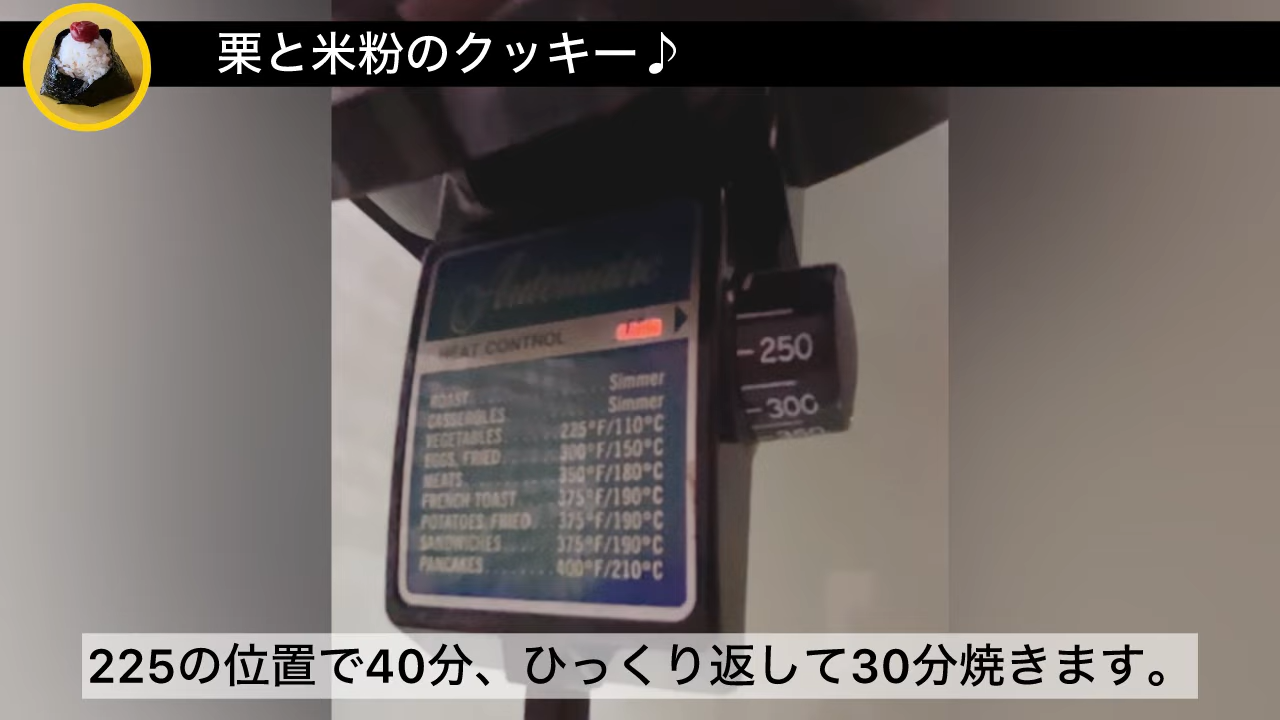 栗と米粉のクッキー♪
Automatic
HEAT CONTROL
ROAST Simmer
CASSEROLES Simmer
VEGETABLES 225°F/110°C
EGGS, FRIED 300°F/150°C
MEATS 350°F/180°C
FRENCH TOAST 375°F/190°C
POTATOES, FRIED 375°F/190°C
SANDWICHES 375°F/190°C
PANCAKES 400°F/210°C
250
300
225の位置で40分、ひっくり返して30分焼きます。